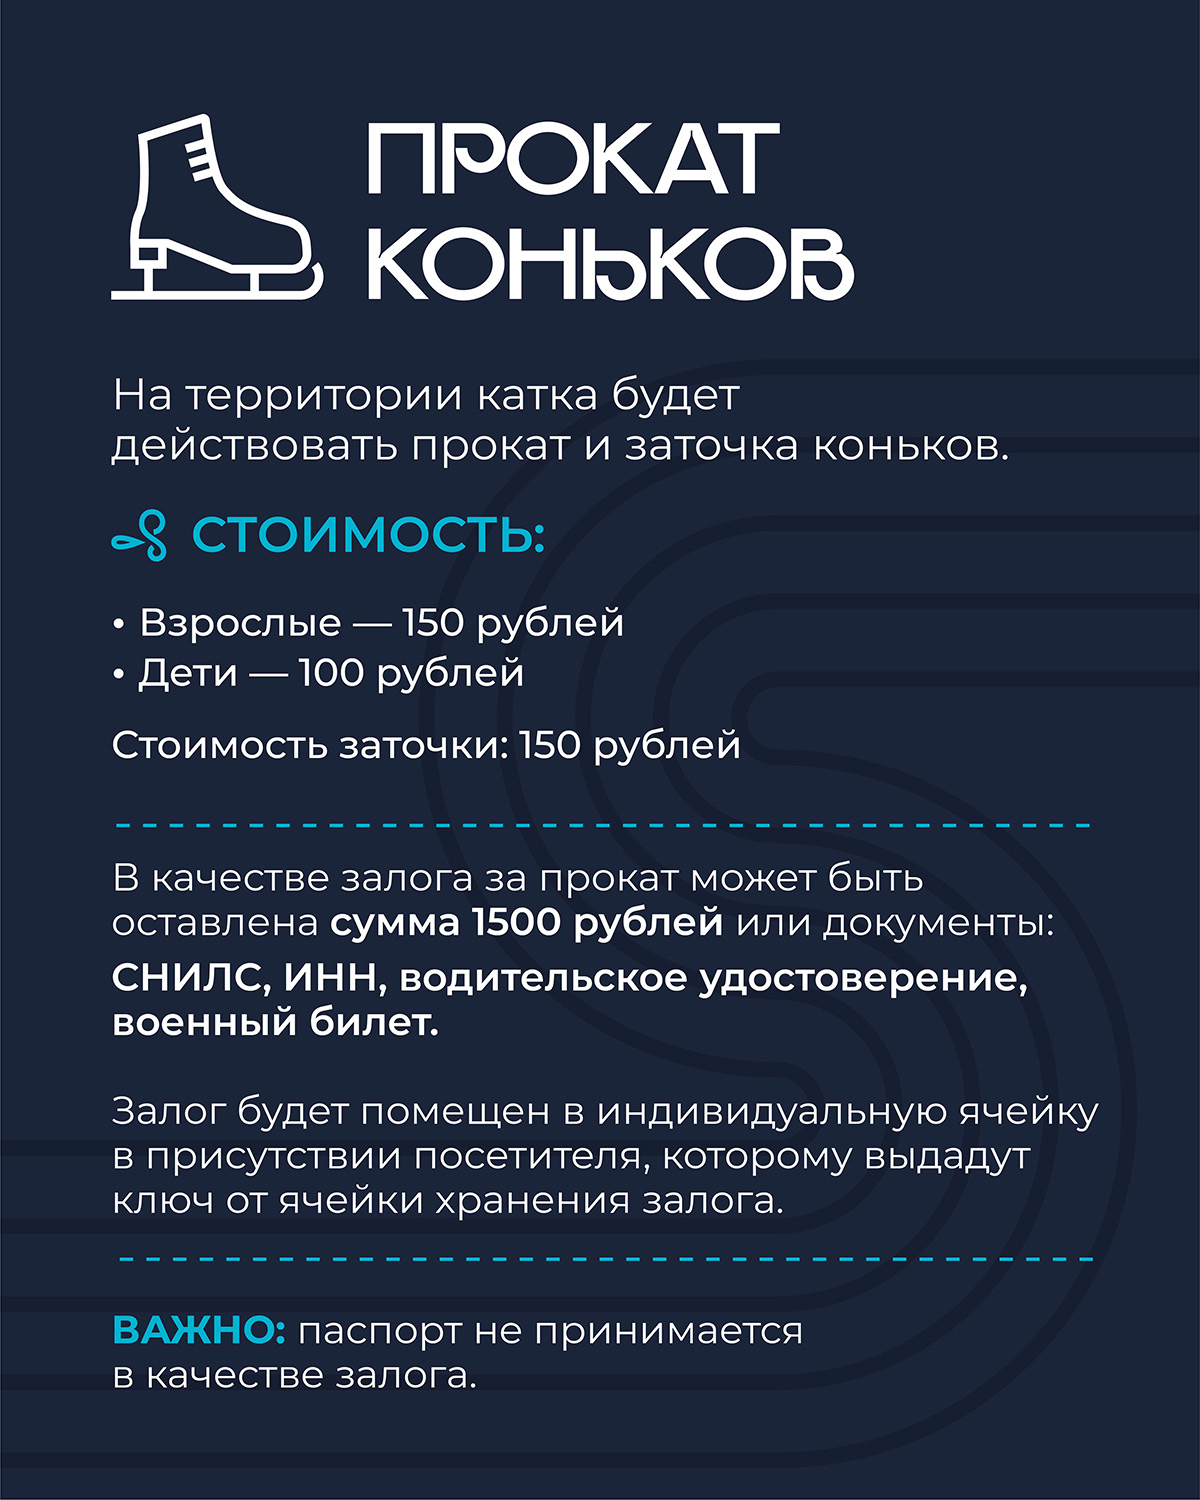 ПРОКАТ
КОНЬКОВ
На территории катка будет
действовать прокат и заточка коньков.
СТОИМОСТЬ:
• Взрослые — 150 рублей
• Дети — 100 рублей
Стоимость заточки: 150 рублей
В качестве залога за прокат может быть
оставлена сумма 1500 рублей или документы:
СНИЛС, ИНН, водительское удостоверение,
военный билет.
Залог будет помещен в индивидуальную ячейку
в присутствии посетителя, которому выдадут
ключ от ячейки хранения залога.
ВАЖНО: паспорт не принимается
в качестве залога.